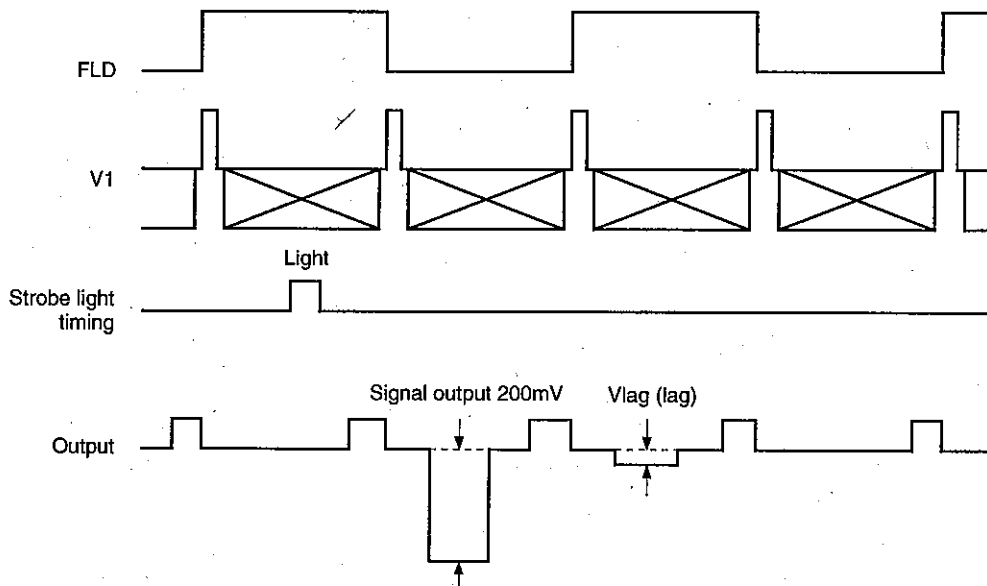 FLD
V1
Light
Strobe light
timing
Signal output 200mV
Vlag (lag)
Output